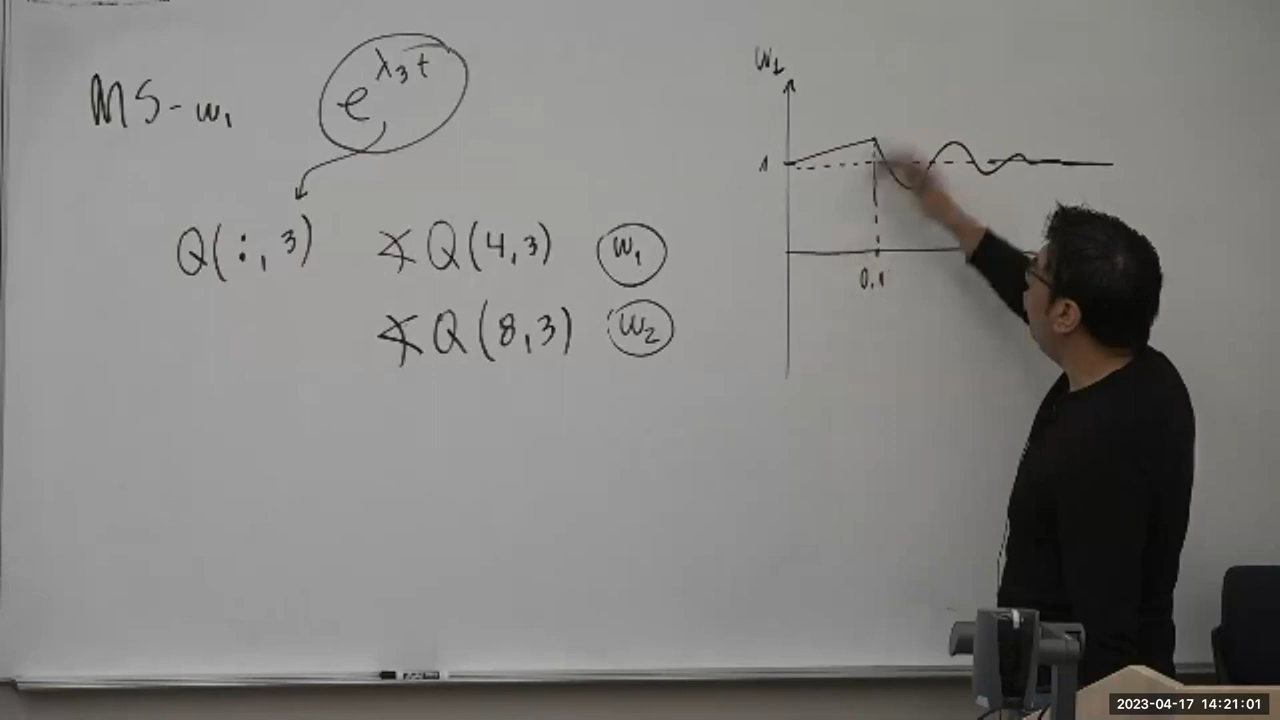 MS-w₁
e^λ₃t
Q(:,3) ∡Q(4,3) w₁
∡Q(8,3) w₂
1
0.1
2023-04-17 14:21:01